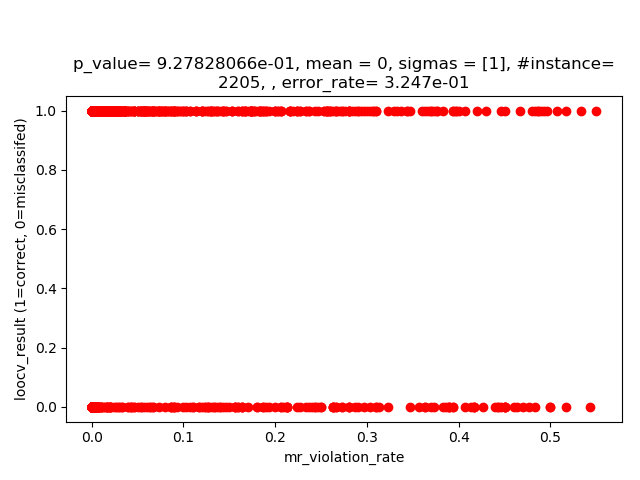 p_value= 9.27828066e-01, mean = 0, sigmas = [1], #instance=
2205, , error_rate= 3.247e-01
1.0
0.8
0.6
0.4
0.2
0.0
loocv_result (1=correct, 0=misclassifed)
0.0 0.1 0.2 0.3 0.4 0.5
mr_violation_rate